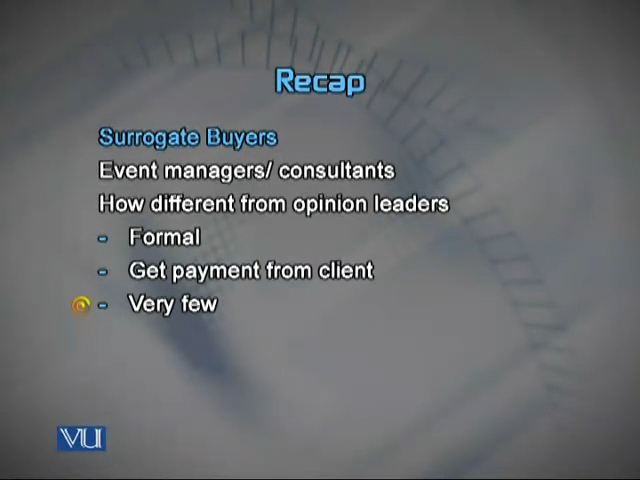 Recap
Surrogate Buyers
Event managers/ consultants
How different from opinion leaders
- Formal
- Get payment from client
- Very few
VU